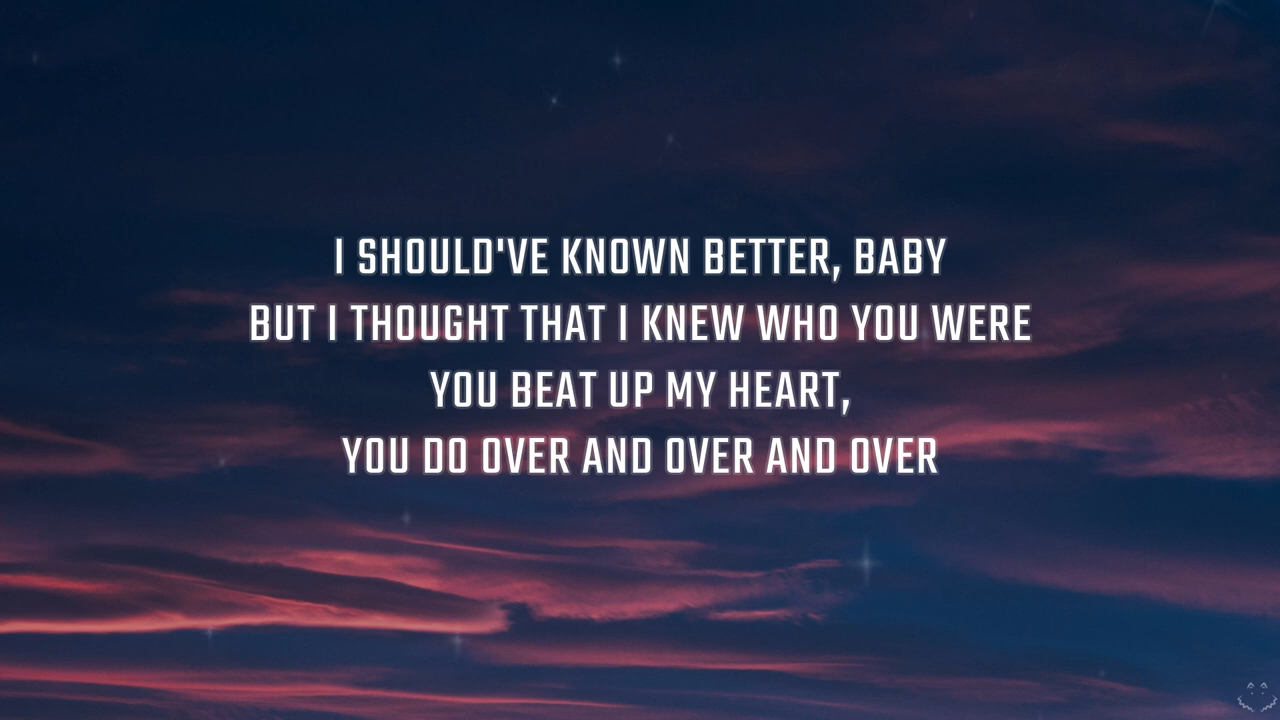 I SHOULD'VE KNOWN BETTER, BABY
BUT I THOUGHT THAT I KNEW WHO YOU WERE
YOU BEAT UP MY HEART,
YOU DO OVER AND OVER AND OVER